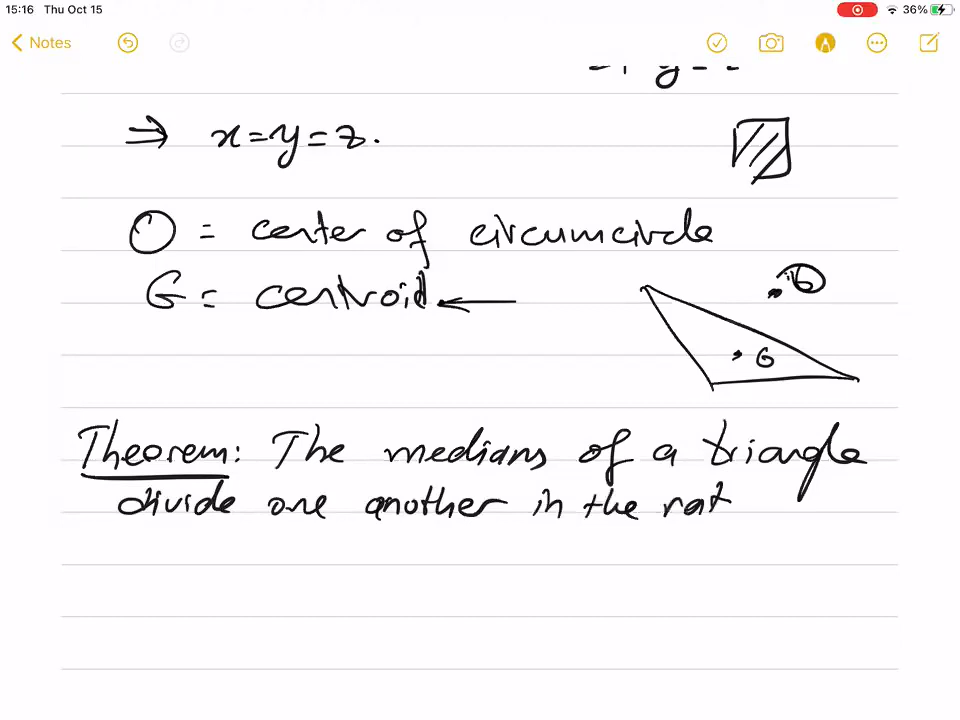 15:16 Thu Oct 15
36%
Notes
⇒ x=y=z.
O = center of circumcircle
G = centroid ←
G
Theorem: The medians of a triangle
divide one another in the rat